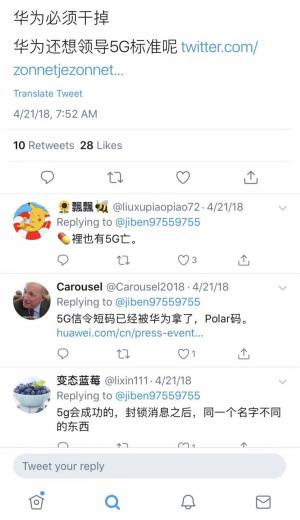 华为必须干掉
华为还想领导5G标准呢 twitter.com/
zonnetjezonnet...
Translate Tweet
4/21/18, 7:52 AM
10 Retweets 28 Likes
🌻飄飄🐝 @liuxupiaopiao72 · 4/21/18
Replying to @jiben97559755
💊裡也有5G亡。
3
Carousel @Carousel2018 · 4/21/18
Replying to @jiben97559755
5G信令短码已经被华为拿了，Polar码。
huawei.com/cn/press-event...
1
变态蓝莓 @lixin111 · 4/21/18
Replying to @jiben97559755
5g会成功的，封锁消息之后，同一个名字不同
的东西
1
Tweet your reply